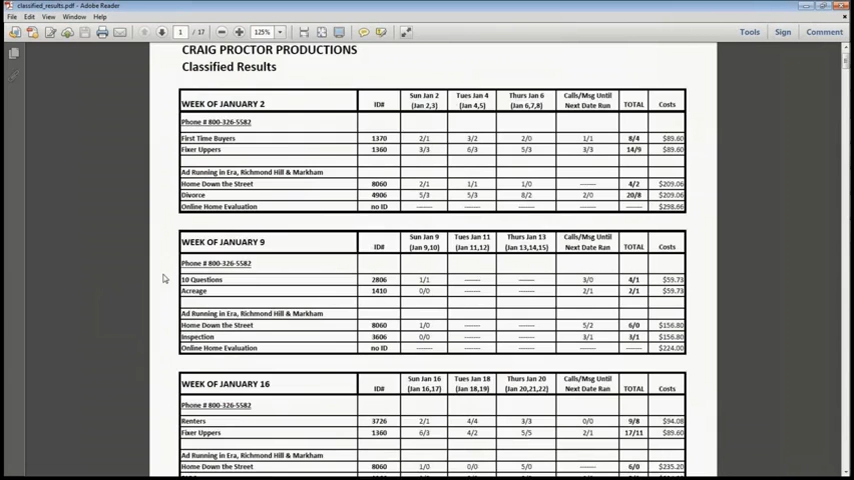 classified_results.pdf - Adobe Reader
File Edit View Window Help
1 / 17 125% Tools Sign Comment
CRAIG PROCTOR PRODUCTIONS
Classified Results
WEEK OF JANUARY 2 ID# Sun Jan 2 (Jan 2,3) Tues Jan 4 (Jan 4,5) Thurs Jan 6 (Jan 6,7,8) Calls/Msg Until Next Date Run TOTAL Costs
Phone # 800-326-5582
First Time Buyers 1370 2/1 3/2 2/0 1/1 8/4 $89.60
Fixer Uppers 1360 3/3 6/3 5/3 3/3 14/9 $89.60
Ad Running in Era, Richmond Hill & Markham
Home Down the Street 8060 2/1 1/1 1/0 ------ 4/2 $209.06
Divorce 4906 5/3 5/3 8/2 2/0 20/8 $209.06
Online Home Evaluation no ID ------ ------ ------ ------ ------ $298.66
WEEK OF JANUARY 9 ID# Sun Jan 9 (Jan 9,10) Tues Jan 11 (Jan 11,12) Thurs Jan 13 (Jan 13,14,15) Calls/Msg Until Next Date Ran TOTAL Costs
Phone # 800-326-5582
10 Questions 2806 1/1 ------ ------ 3/0 4/1 $59.73
Acreage 1410 0/0 ------ ------ 2/1 2/1 $59.73
Ad Running in Era, Richmond Hill & Markham
Home Down the Street 8060 1/0 ------ ------ 5/2 6/0 $156.80
Inspection 3606 0/0 ------ ------ 3/1 3/1 $156.80
Online Home Evaluation no ID ------ ------ ------ ------ ------ $224.00
WEEK OF JANUARY 16 ID# Sun Jan 16 (Jan 16,17) Tues Jan 18 (Jan 18,19) Thurs Jan 20 (Jan 20,21,22) Calls/Msg Until Next Date Ran TOTAL Costs
Phone # 800-326-5582
Renters 3726 2/1 4/4 3/3 0/0 9/8 $94.08
Fixer Uppers 1360 6/3 4/2 5/5 2/1 17/11 $89.60
Ad Running in Era, Richmond Hill & Markham
Home Down the Street 8060 1/0 0/0 5/0 ------ 6/0 $235.20